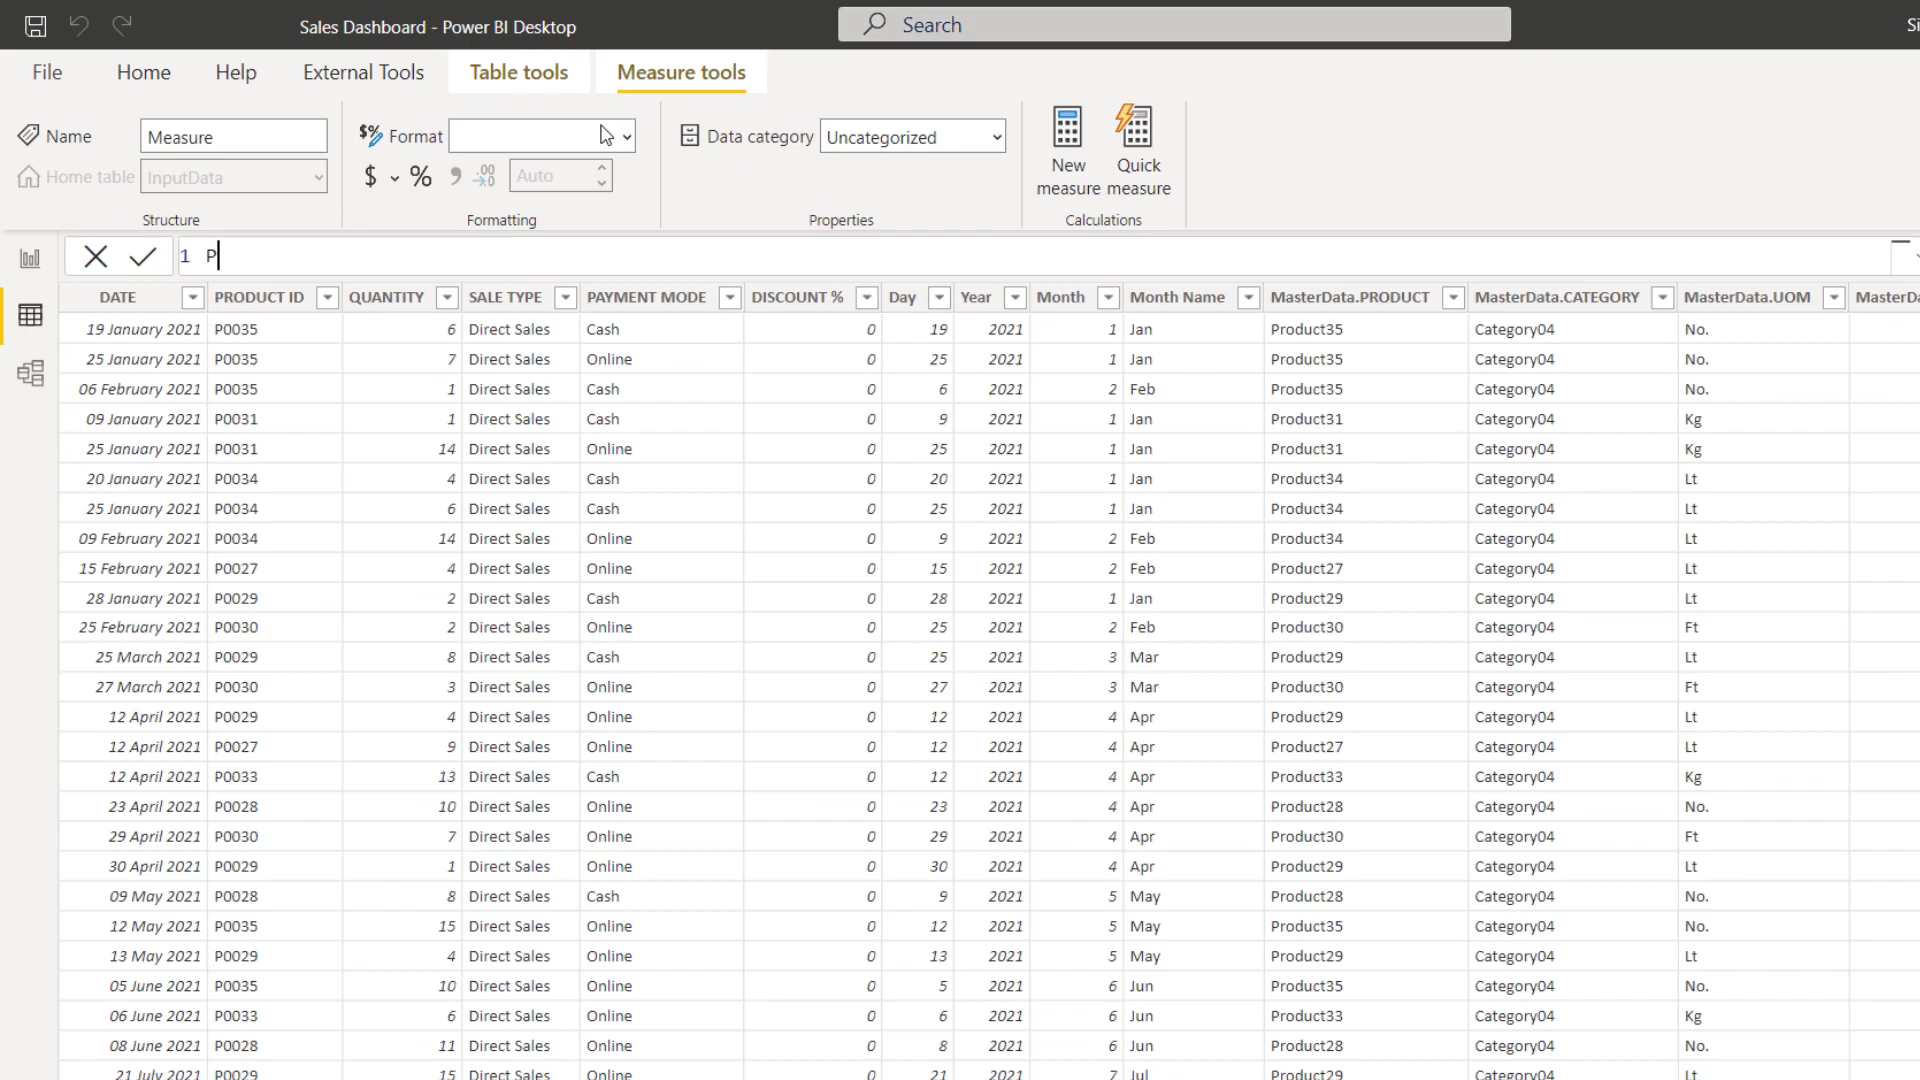 Sales Dashboard - Power BI Desktop
Search
File Home Help External Tools Table tools Measure tools
Name Measure $% Format Data category Uncategorized
Home table InputData $ % , .00 →.0 Auto
New measure
Quick measure
Structure Formatting Properties Calculations
1 P
DATE PRODUCT ID QUANTITY SALE TYPE PAYMENT MODE DISCOUNT % Day Year Month Month Name MasterData.PRODUCT MasterData.CATEGORY MasterData.UOM
19 January 2021 P0035 6 Direct Sales Cash 0 19 2021 1 Jan Product35 Category04 No.
25 January 2021 P0035 7 Direct Sales Online 0 25 2021 1 Jan Product35 Category04 No.
06 February 2021 P0035 1 Direct Sales Cash 0 6 2021 2 Feb Product35 Category04 No.
09 January 2021 P0031 1 Direct Sales Cash 0 9 2021 1 Jan Product31 Category04 Kg
25 January 2021 P0031 14 Direct Sales Online 0 25 2021 1 Jan Product31 Category04 Kg
20 January 2021 P0034 4 Direct Sales Cash 0 20 2021 1 Jan Product34 Category04 Lt
25 January 2021 P0034 6 Direct Sales Cash 0 25 2021 1 Jan Product34 Category04 Lt
09 February 2021 P0034 14 Direct Sales Online 0 9 2021 2 Feb Product34 Category04 Lt
15 February 2021 P0027 4 Direct Sales Online 0 15 2021 2 Feb Product27 Category04 Lt
28 January 2021 P0029 2 Direct Sales Cash 0 28 2021 1 Jan Product29 Category04 Lt
25 February 2021 P0030 2 Direct Sales Online 0 25 2021 2 Feb Product30 Category04 Ft
25 March 2021 P0029 8 Direct Sales Cash 0 25 2021 3 Mar Product29 Category04 Lt
27 March 2021 P0030 3 Direct Sales Online 0 27 2021 3 Mar Product30 Category04 Ft
12 April 2021 P0029 4 Direct Sales Online 0 12 2021 4 Apr Product29 Category04 Lt
12 April 2021 P0027 9 Direct Sales Online 0 12 2021 4 Apr Product27 Category04 Lt
12 April 2021 P0033 13 Direct Sales Cash 0 12 2021 4 Apr Product33 Category04 Kg
23 April 2021 P0028 10 Direct Sales Online 0 23 2021 4 Apr Product28 Category04 No.
29 April 2021 P0030 7 Direct Sales Online 0 29 2021 4 Apr Product30 Category04 Ft
30 April 2021 P0029 1 Direct Sales Online 0 30 2021 4 Apr Product29 Category04 Lt
09 May 2021 P0028 8 Direct Sales Cash 0 9 2021 5 May Product28 Category04 No.
12 May 2021 P0035 15 Direct Sales Online 0 12 2021 5 May Product35 Category04 No.
13 May 2021 P0029 4 Direct Sales Online 0 13 2021 5 May Product29 Category04 Lt
05 June 2021 P0035 10 Direct Sales Online 0 5 2021 6 Jun Product35 Category04 No.
06 June 2021 P0033 6 Direct Sales Online 0 6 2021 6 Jun Product33 Category04 Kg
08 June 2021 P0028 11 Direct Sales Online 0 8 2021 6 Jun Product28 Category04 No.
21 July 2021 P0029 15 Direct Sales Online 0 21 2021 7 Jul Product29 Category04 Lt